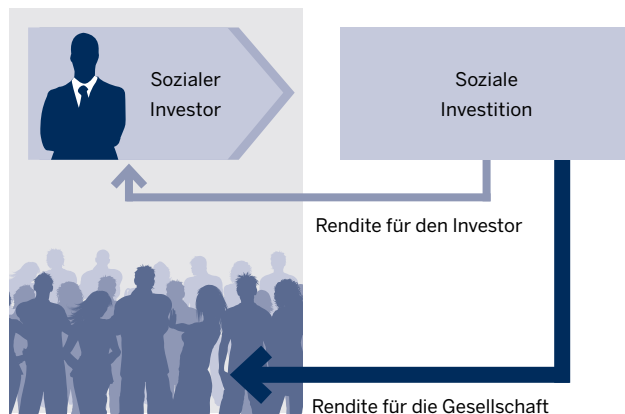 Sozialer
Investor
Soziale
Investition
Rendite für den Investor
Rendite für die Gesellschaft